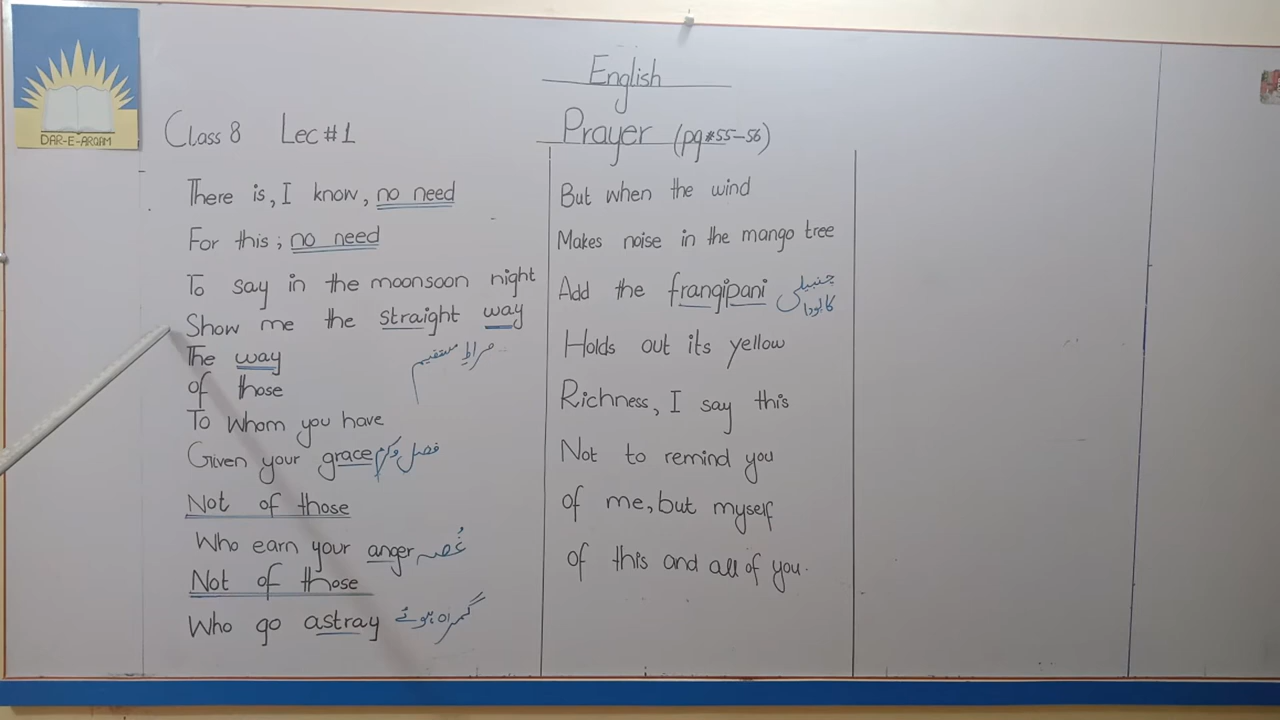 DAR-E-ARQAM
English
Class 8 Lec #1
Prayer (pg#55-56)
There is, I know, no need
For this; no need
To say in the moonsoon night
Show me the straight way
صراطِ مستقیم
The way
of those
To Whom you have
Given your grace فضل وکرم
Not of those
Who earn your anger غُصہ
Not of those
Who go astray گمراہ ہوئے
But when the wind
Makes noise in the mango tree
Add the frangipani چنبیلی
کا پودا
Holds out its yellow
Richness, I say this
Not to remind you
Of me, but myself
Of this and all of you.